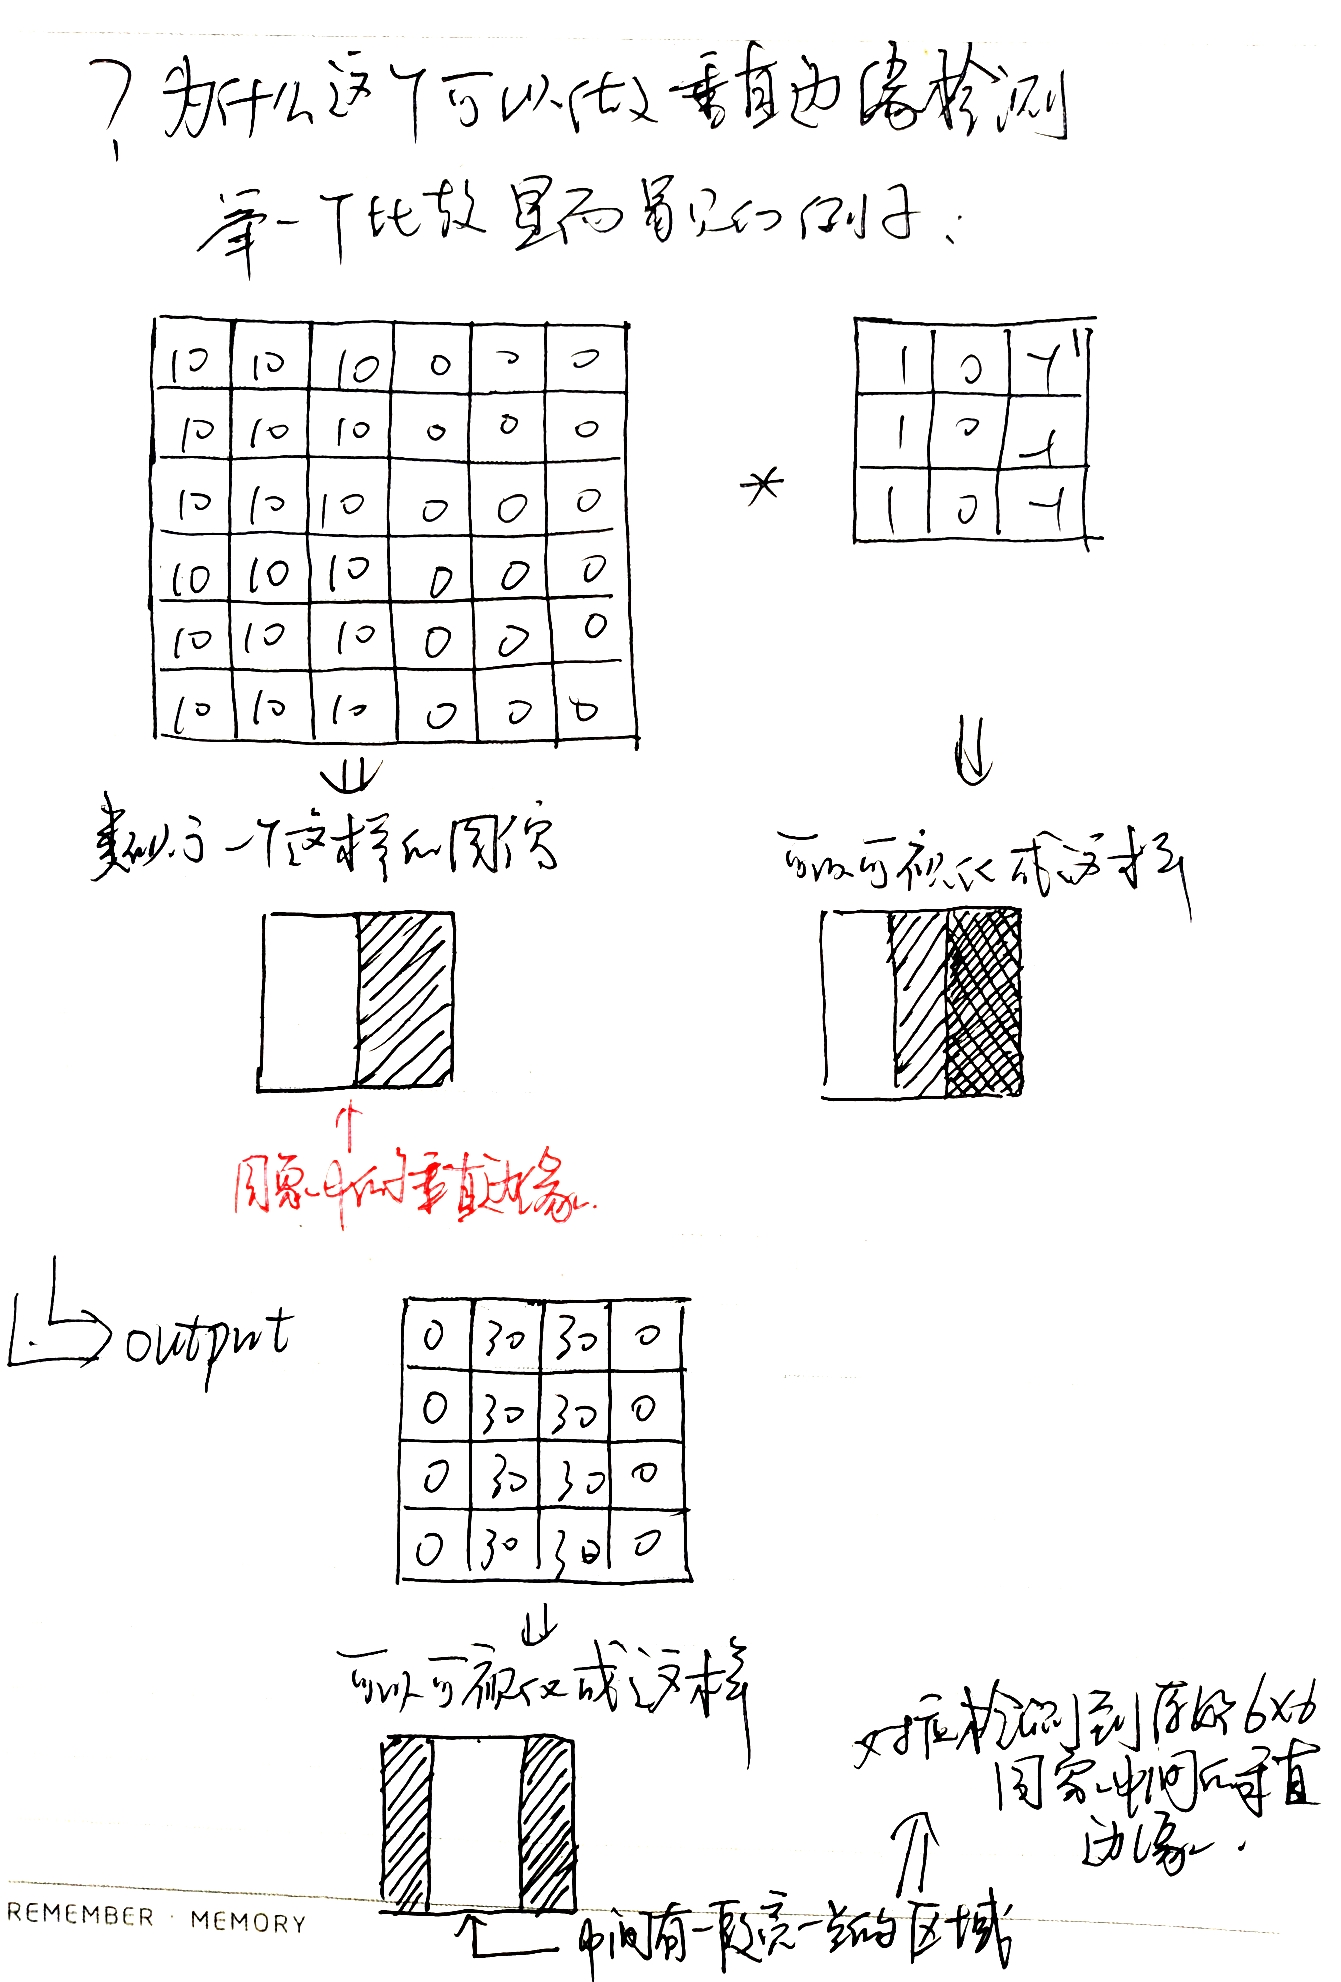 ? 为什么这个可以做垂直边缘检测
举一个比较显而易见的例子:
10 10 10 0 0 0
10 10 10 0 0 0
10 10 10 0 0 0
10 10 10 0 0 0
10 10 10 0 0 0
10 10 10 0 0 0
*
1 0 -1
1 0 -1
1 0 -1
类似于一个这样的图像
可以可视化成这样
图象中的垂直边缘.
output
0 30 30 0
0 30 30 0
0 30 30 0
0 30 30 0
可以可视化成这样
对应检测到原始6×6
图象中间的垂直
边缘.
中间有一段亮一点的区域
REMEMBER · MEMORY